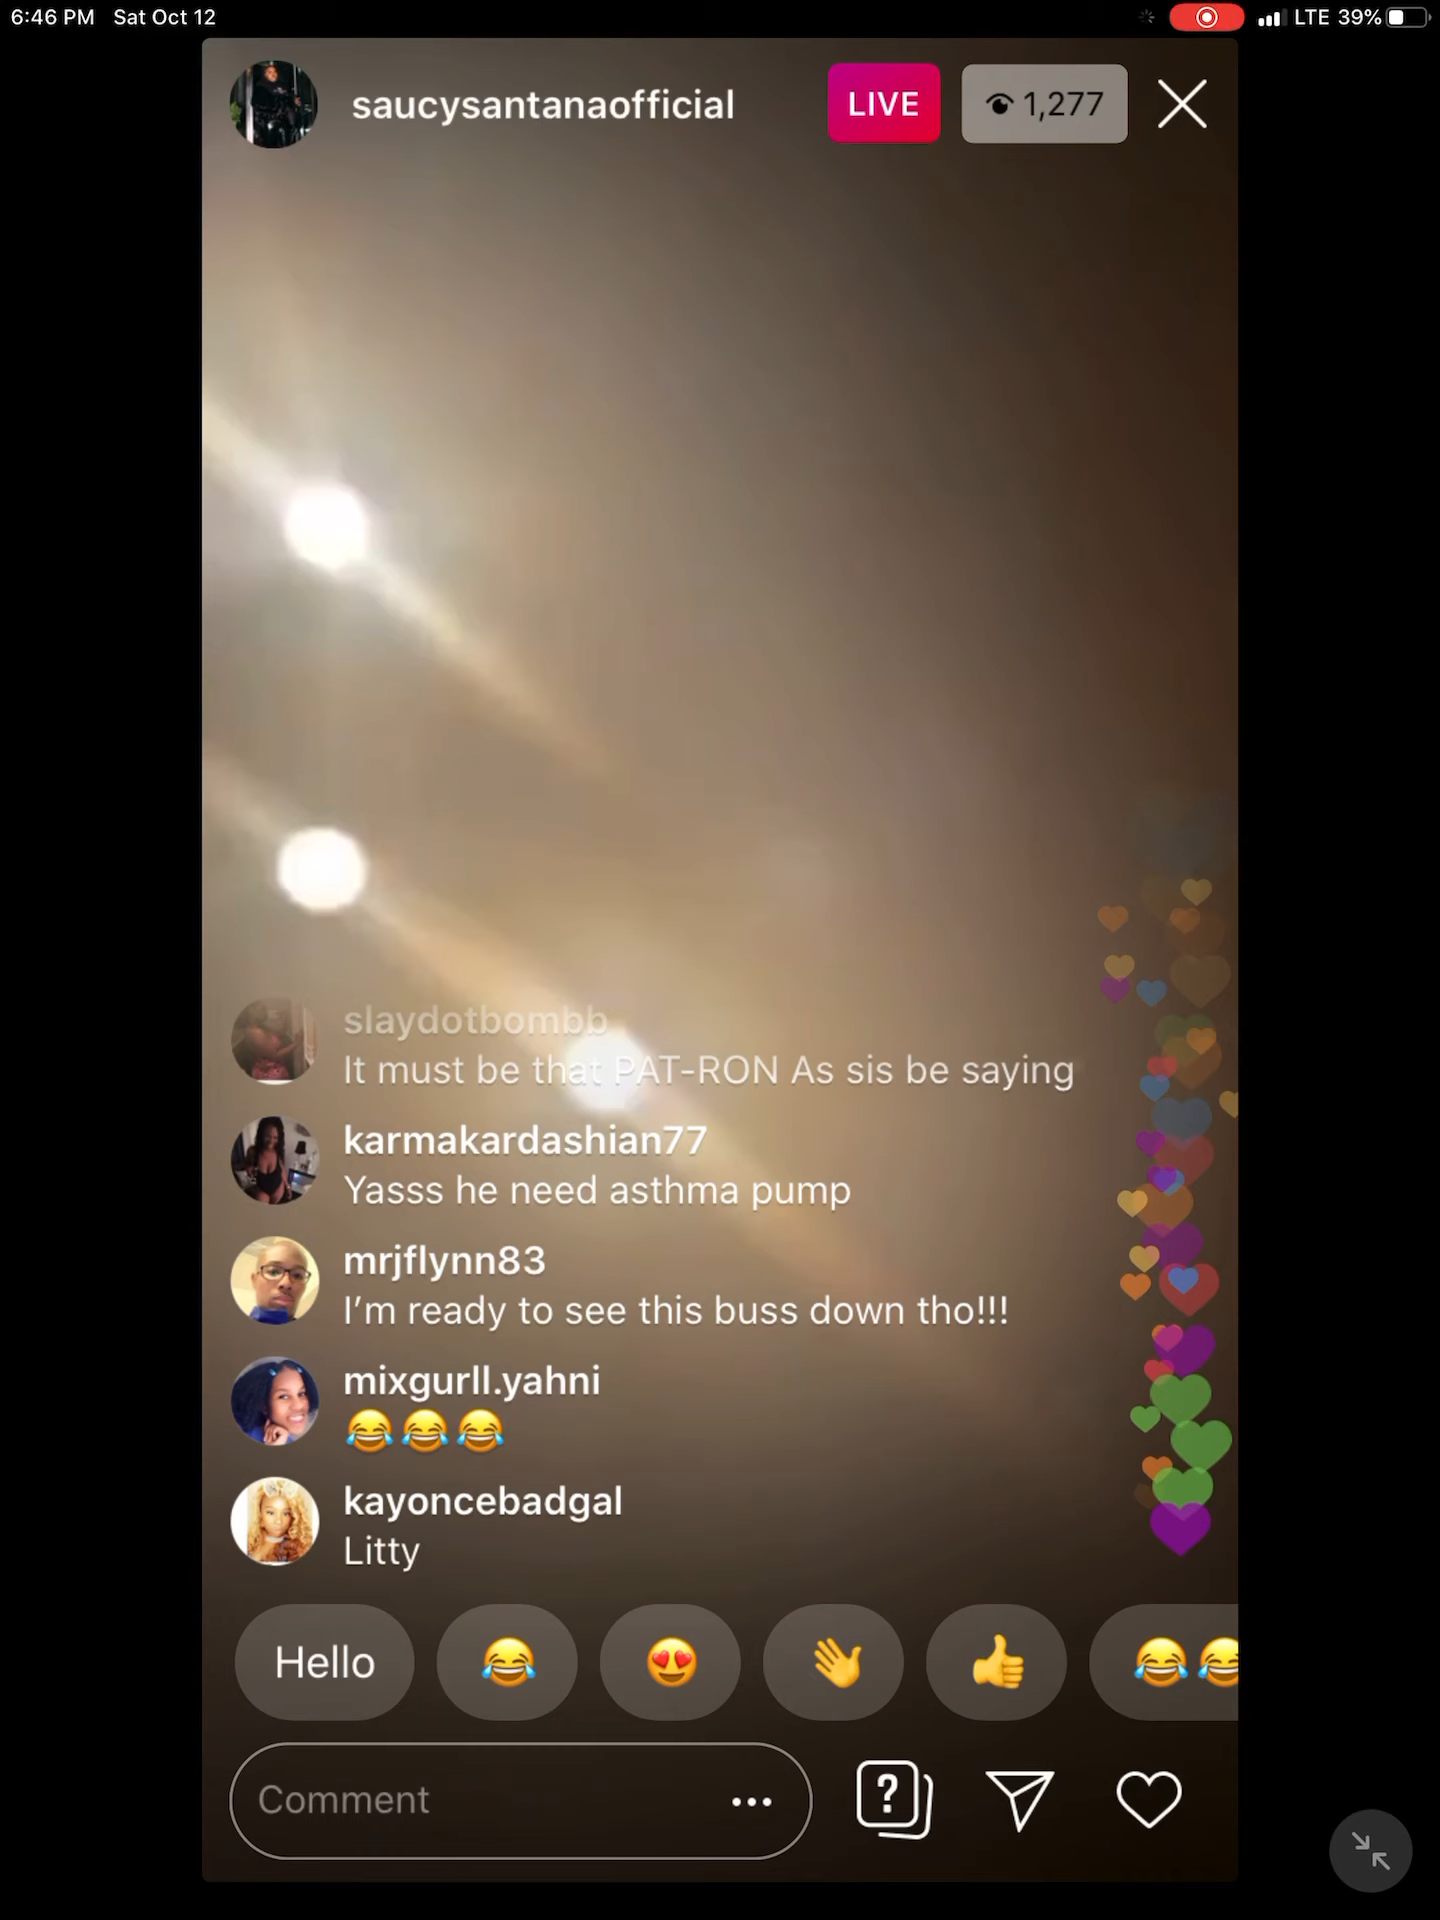 6:46 PM Sat Oct 12 LTE 39%
saucysantanaofficial LIVE 1,277
slaydotbombb
It must be that PAT-RON As sis be saying
karmakardashian77
Yasss he need asthma pump
mrjflynn83
I’m ready to see this buss down tho!!!
mixgurll.yahni
😂😂😂
kayoncebadgal
Litty
Hello 😂 😍 👋 👍 😂😂
Comment